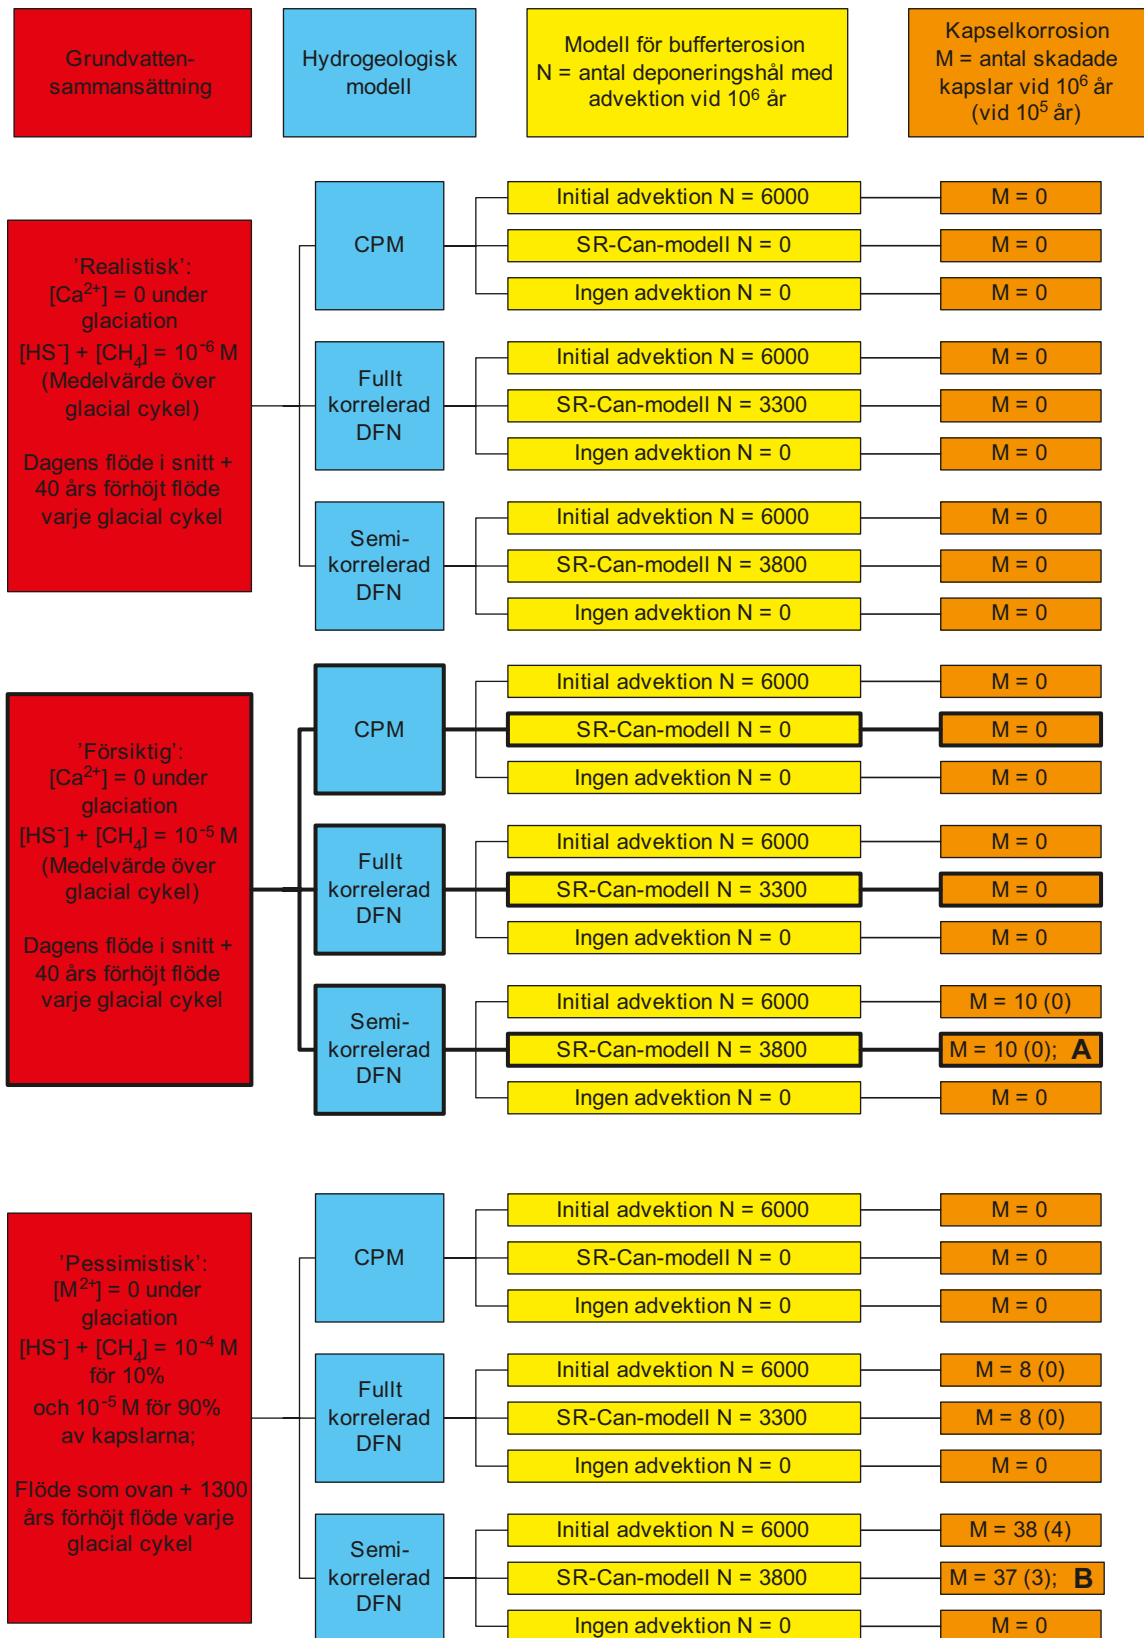 Grundvatten-
sammansättning
Hydrogeologisk
modell
Modell för bufferterosion
N = antal deponeringshål med
advektion vid 10⁶ år
Kapselkorrosion
M = antal skadade
kapslar vid 10⁶ år
(vid 10⁵ år)
'Realistisk':
[Ca²⁺] = 0 under
glaciation
[HS⁻] + [CH₄] = 10⁻⁶ M
(Medelvärde över
glacial cykel)
Dagens flöde i snitt +
40 års förhöjt flöde
varje glacial cykel
CPM
Initial advektion N = 6000
M = 0
SR-Can-modell N = 0
M = 0
Ingen advektion N = 0
M = 0
Fullt
korrelerad
DFN
Initial advektion N = 6000
M = 0
SR-Can-modell N = 3300
M = 0
Ingen advektion N = 0
M = 0
Semi-
korrelerad
DFN
Initial advektion N = 6000
M = 0
SR-Can-modell N = 3800
M = 0
Ingen advektion N = 0
M = 0
'Försiktig':
[Ca²⁺] = 0 under
glaciation
[HS⁻] + [CH₄] = 10⁻⁵ M
(Medelvärde över
glacial cykel)
Dagens flöde i snitt +
40 års förhöjt flöde
varje glacial cykel
CPM
Initial advektion N = 6000
M = 0
SR-Can-modell N = 0
M = 0
Ingen advektion N = 0
M = 0
Fullt
korrelerad
DFN
Initial advektion N = 6000
M = 0
SR-Can-modell N = 3300
M = 0
Ingen advektion N = 0
M = 0
Semi-
korrelerad
DFN
Initial advektion N = 6000
M = 10 (0)
SR-Can-modell N = 3800
M = 10 (0); A
Ingen advektion N = 0
M = 0
'Pessimistisk':
[M²⁺] = 0 under
glaciation
[HS⁻] + [CH₄] = 10⁻⁴ M
för 10%
och 10⁻⁵ M för 90%
av kapslarna;
Flöde som ovan + 1300
års förhöjt flöde varje
glacial cykel
CPM
Initial advektion N = 6000
M = 0
SR-Can-modell N = 0
M = 0
Ingen advektion N = 0
M = 0
Fullt
korrelerad
DFN
Initial advektion N = 6000
M = 8 (0)
SR-Can-modell N = 3300
M = 8 (0)
Ingen advektion N = 0
M = 0
Semi-
korrelerad
DFN
Initial advektion N = 6000
M = 38 (4)
SR-Can-modell N = 3800
M = 37 (3); B
Ingen advektion N = 0
M = 0